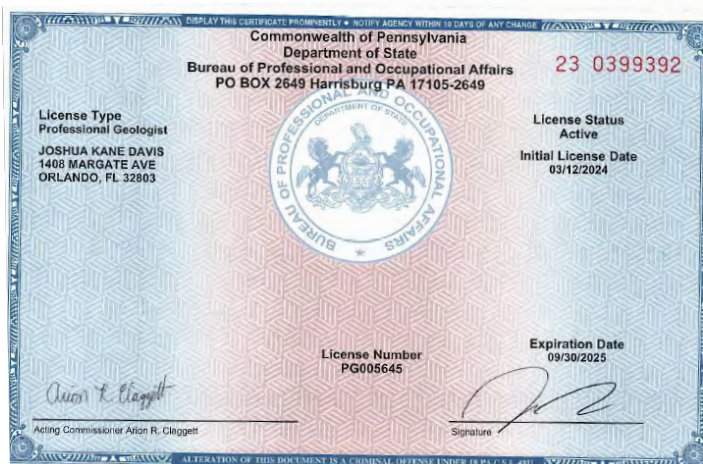 DISPLAY THIS CERTIFICATE PROMINENTLY • NOTIFY AGENCY WITHIN 10 DAYS OF ANY CHANGE
Commonwealth of Pennsylvania
Department of State
Bureau of Professional and Occupational Affairs
PO BOX 2649 Harrisburg PA 17105-2649
23 0399392
License Type
Professional Geologist
JOSHUA KANE DAVIS
1408 MARGATE AVE
ORLANDO, FL 32803
BUREAU OF PROFESSIONAL AND OCCUPATIONAL AFFAIRS
DEPARTMENT OF STATE
License Status
Active
Initial License Date
03/12/2024
License Number
PG005645
Expiration Date
09/30/2025
Arion R. Claggett
Acting Commissioner Arion R. Claggett
Signature
ALTERATION OF THIS DOCUMENT IS A CRIMINAL OFFENSE UNDER 18 PA.C.S. 4911